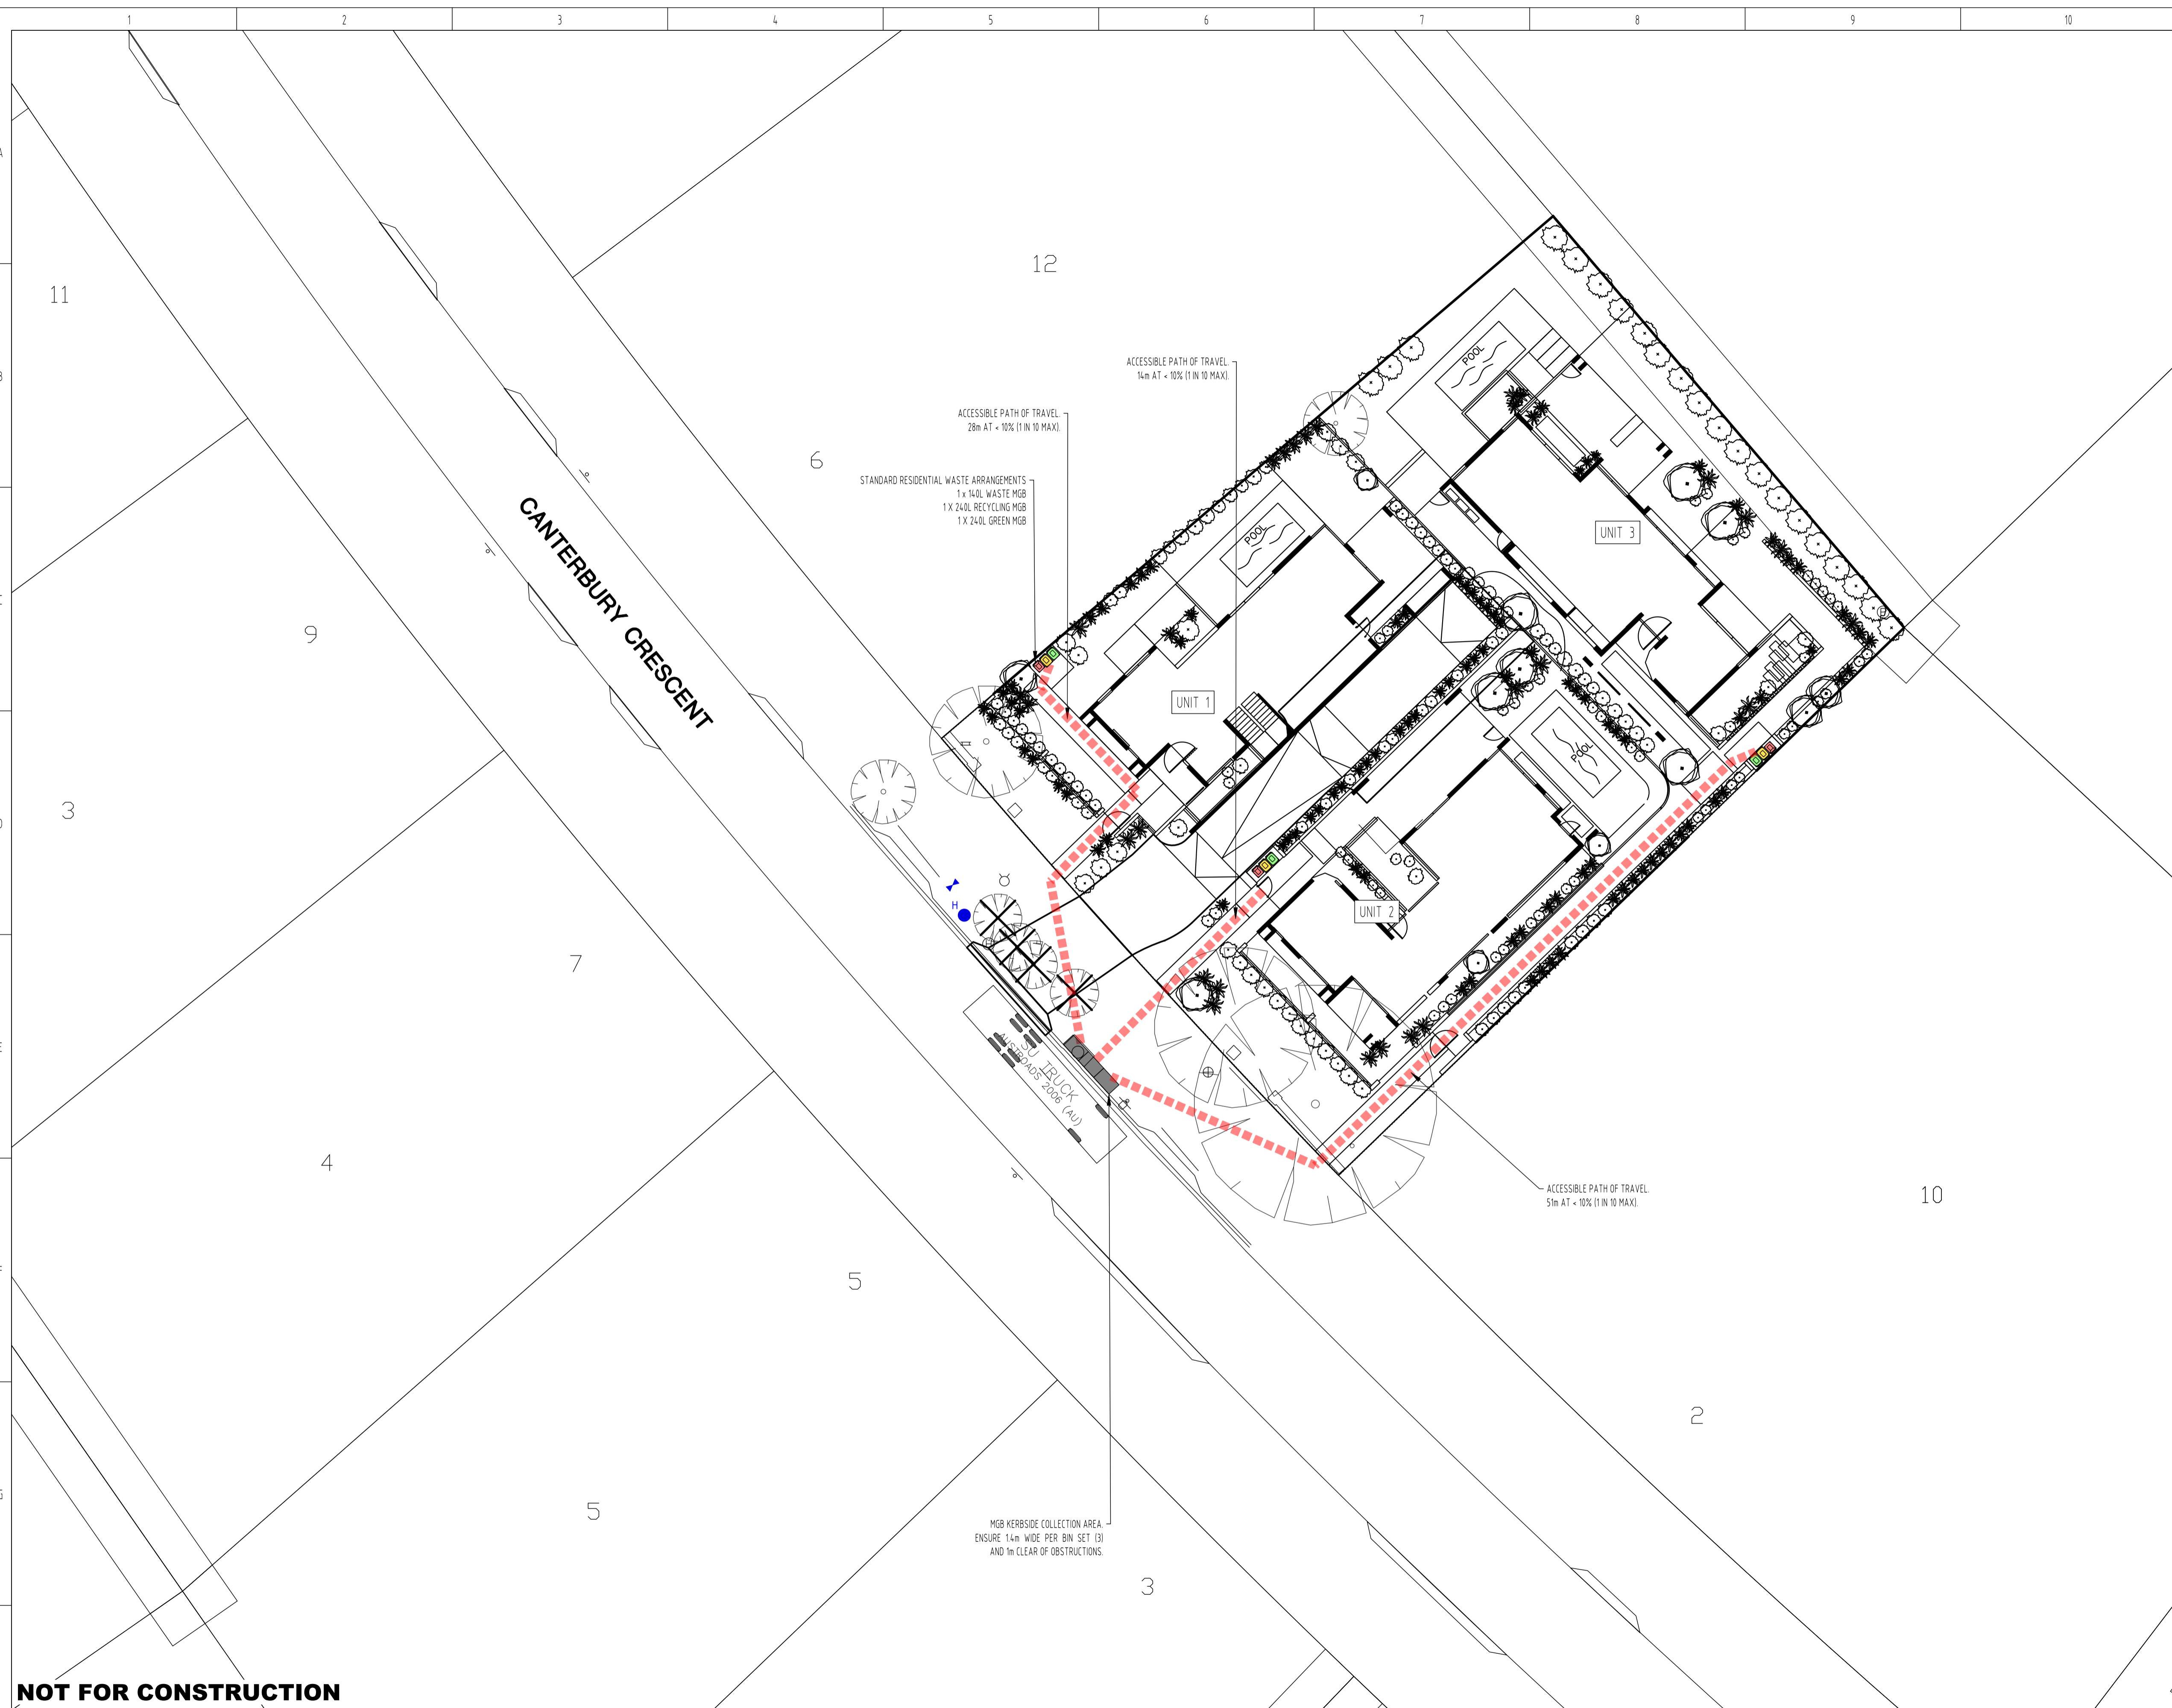 1 2 3 4 5 6 7 8 9 10
A
12
11
ACCESSIBLE PATH OF TRAVEL.
14m AT < 10% (1 IN 10 MAX).
POOL
B
ACCESSIBLE PATH OF TRAVEL.
28m AT < 10% (1 IN 10 MAX).
6
STANDARD RESIDENTIAL WASTE ARRANGEMENTS
1 x 140L WASTE MGB
1 X 240L RECYCLING MGB
1 X 240L GREEN MGB
CANTERBURY CRESCENT
POOL
UNIT 3
9
UNIT 1
POOL
3
H
UNIT 2
7
E
SU TRUCK
AUSTROADS 2006 (AU)
4
ACCESSIBLE PATH OF TRAVEL.
51m AT < 10% (1 IN 10 MAX).
10
5
2
G
5
MGB KERBSIDE COLLECTION AREA.
ENSURE 1.4m WIDE PER BIN SET (3)
AND 1m CLEAR OF OBSTRUCTIONS.
3
NOT FOR CONSTRUCTION